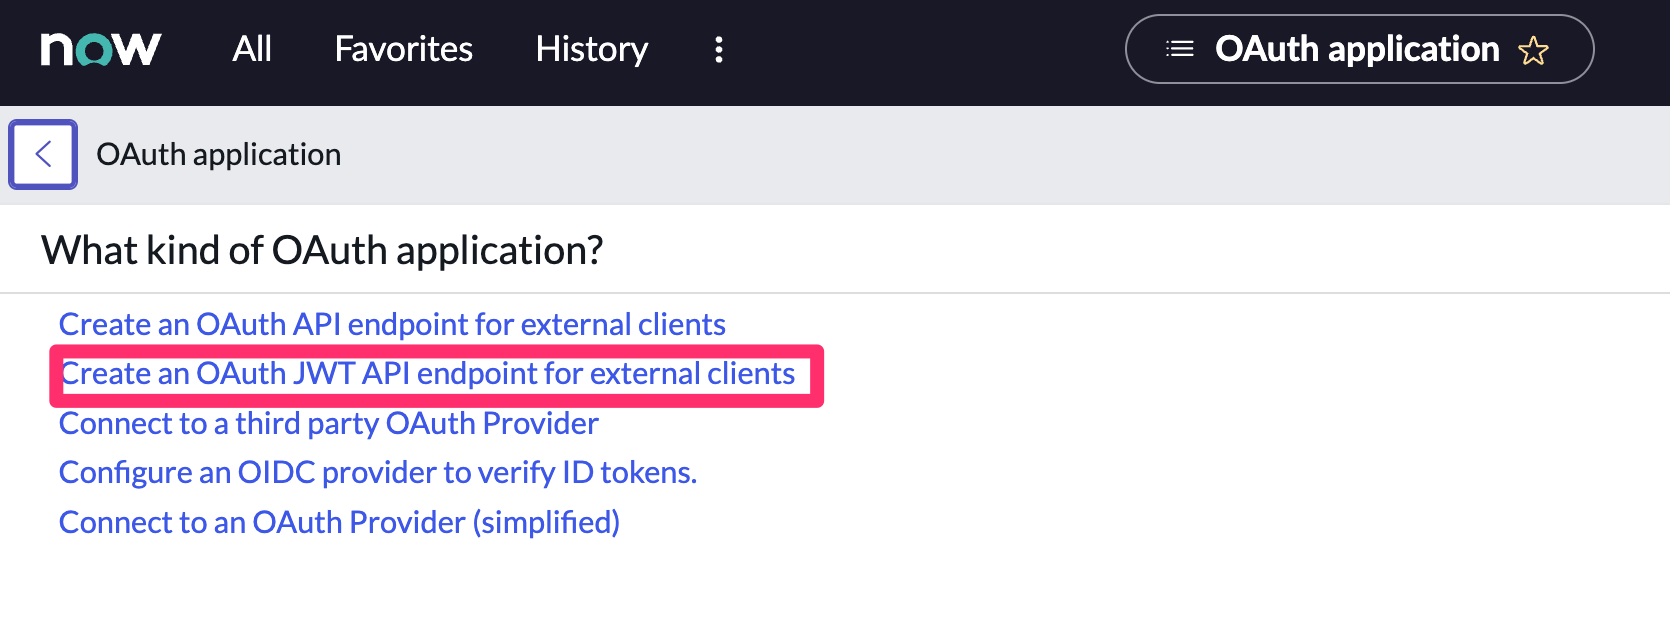 now All Favorites History OAuth application
OAuth application
What kind of OAuth application?
Create an OAuth API endpoint for external clients
Create an OAuth JWT API endpoint for external clients
Connect to a third party OAuth Provider
Configure an OIDC provider to verify ID tokens.
Connect to an OAuth Provider (simplified)